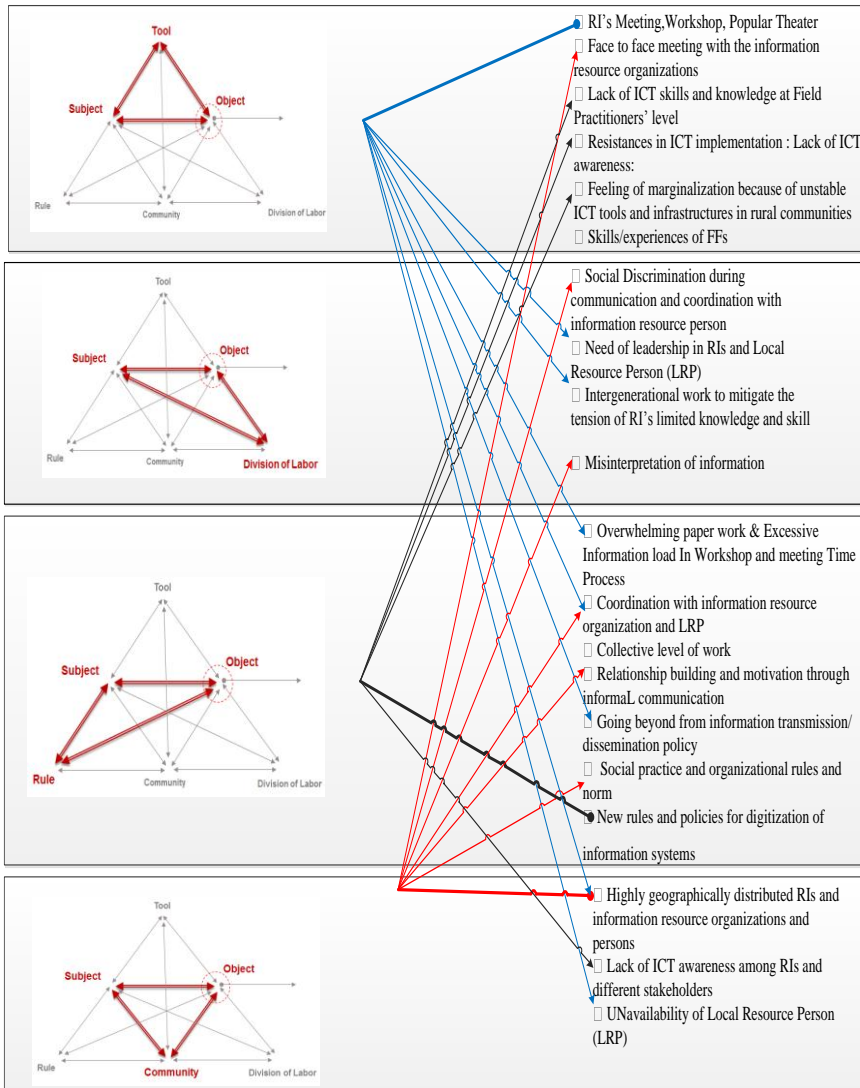 Tool
Subject
Object
Rule
Community
Division of Labor
RI's Meeting,Workshop, Popular Theater
Face to face meeting with the information
resource organizations
Lack of ICT skills and knowledge at Field
Practitioners' level
Resistances in ICT implementation : Lack of ICT
awareness:
Feeling of marginalization because of unstable
ICT tools and infrastructures in rural communities
Skills/experiences of FFs
Tool
Subject
Object
Rule
Community
Division of Labor
Social Discrimination during
communication and coordination with
information resource person
Need of leadership in RIs and Local
Resource Person (LRP)
Intergenerational work to mitigate the
tension of RI's limited knowledge and skill
Misinterpretation of information
Tool
Subject
Object
Rule
Community
Division of Labor
Overwhelming paper work & Excessive
Information load In Workshop and meeting Time
Process
Coordination with information resource
organization and LRP
Collective level of work
Relationship building and motivation through
informaL communication
Going beyond from information transmission/
dissemination policy
Social practice and organizational rules and
norm
New rules and policies for digitization of
information systems
Tool
Subject
Object
Rule
Community
Division of Labor
Highly geographically distributed RIs and
information resource organizations and
persons
Lack of ICT awareness among RIs and
different stakeholders
UNavailability of Local Resource Person
(LRP)